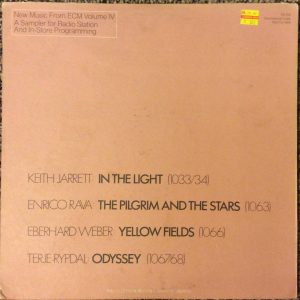 New Music From ECM Volume IV
A Sampler for Radio Station
And In-Store Programming
KEITH JARRETT: IN THE LIGHT (1033/34)
ENRICO RAVA: THE PILGRIM AND THE STARS (1063)
EBERHARD WEBER: YELLOW FIELDS (1066)
TERJE RYPDAL: ODYSSEY (1067/68)